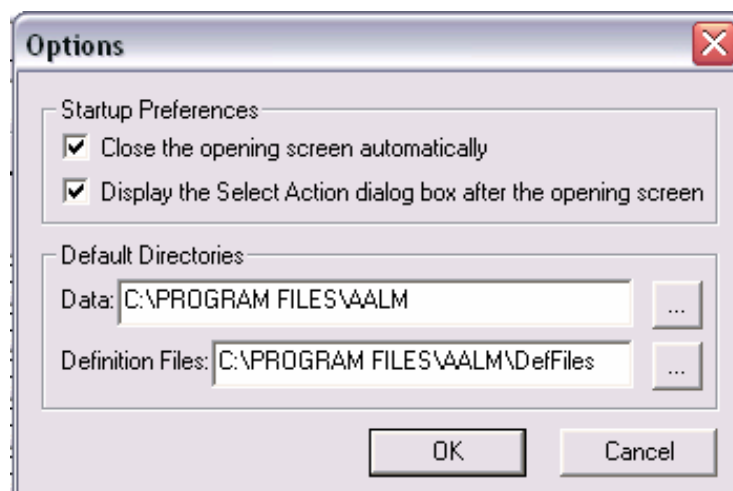 Options
Startup Preferences
Close the opening screen automatically
Display the Select Action dialog box after the opening screen
Default Directories
Data: C:\PROGRAM FILES\AALM ...
Definition Files: C:\PROGRAM FILES\AALM\DefFiles ...
OK Cancel